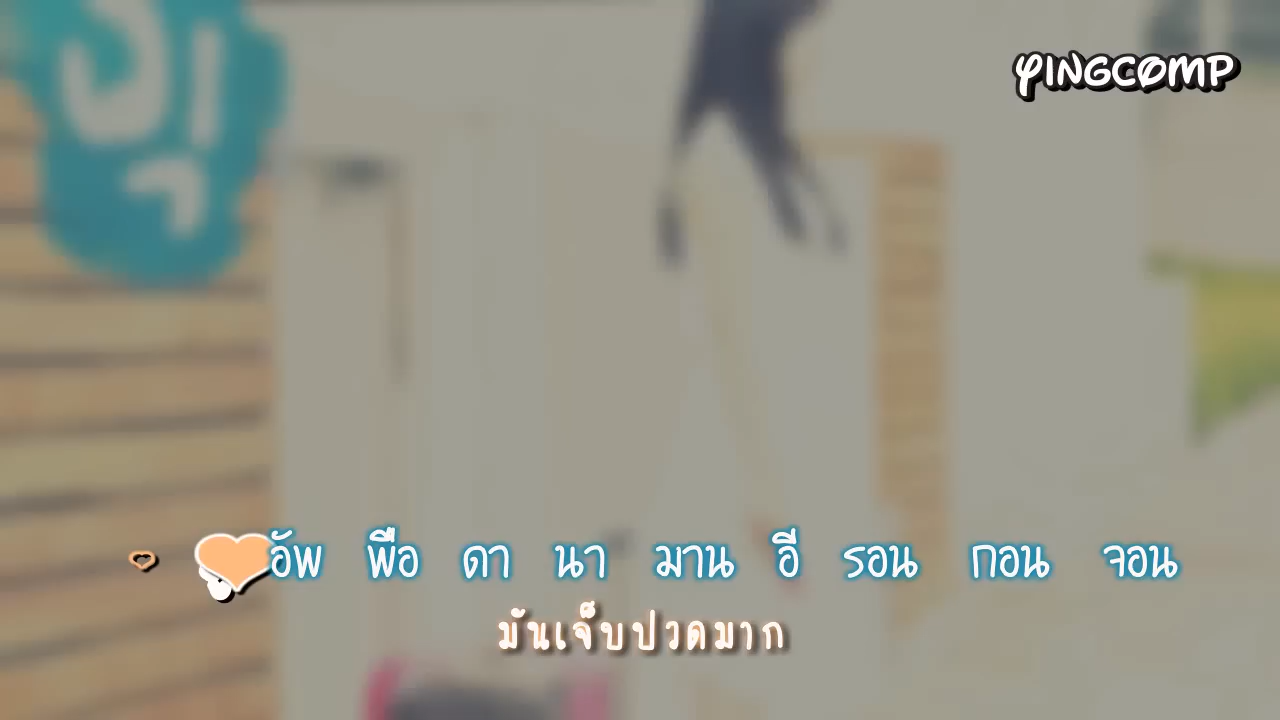 YINGCOMP
อัพ พือ ดา นา มาน อี รอน กอน จอน
มันเจ็บปวดมาก